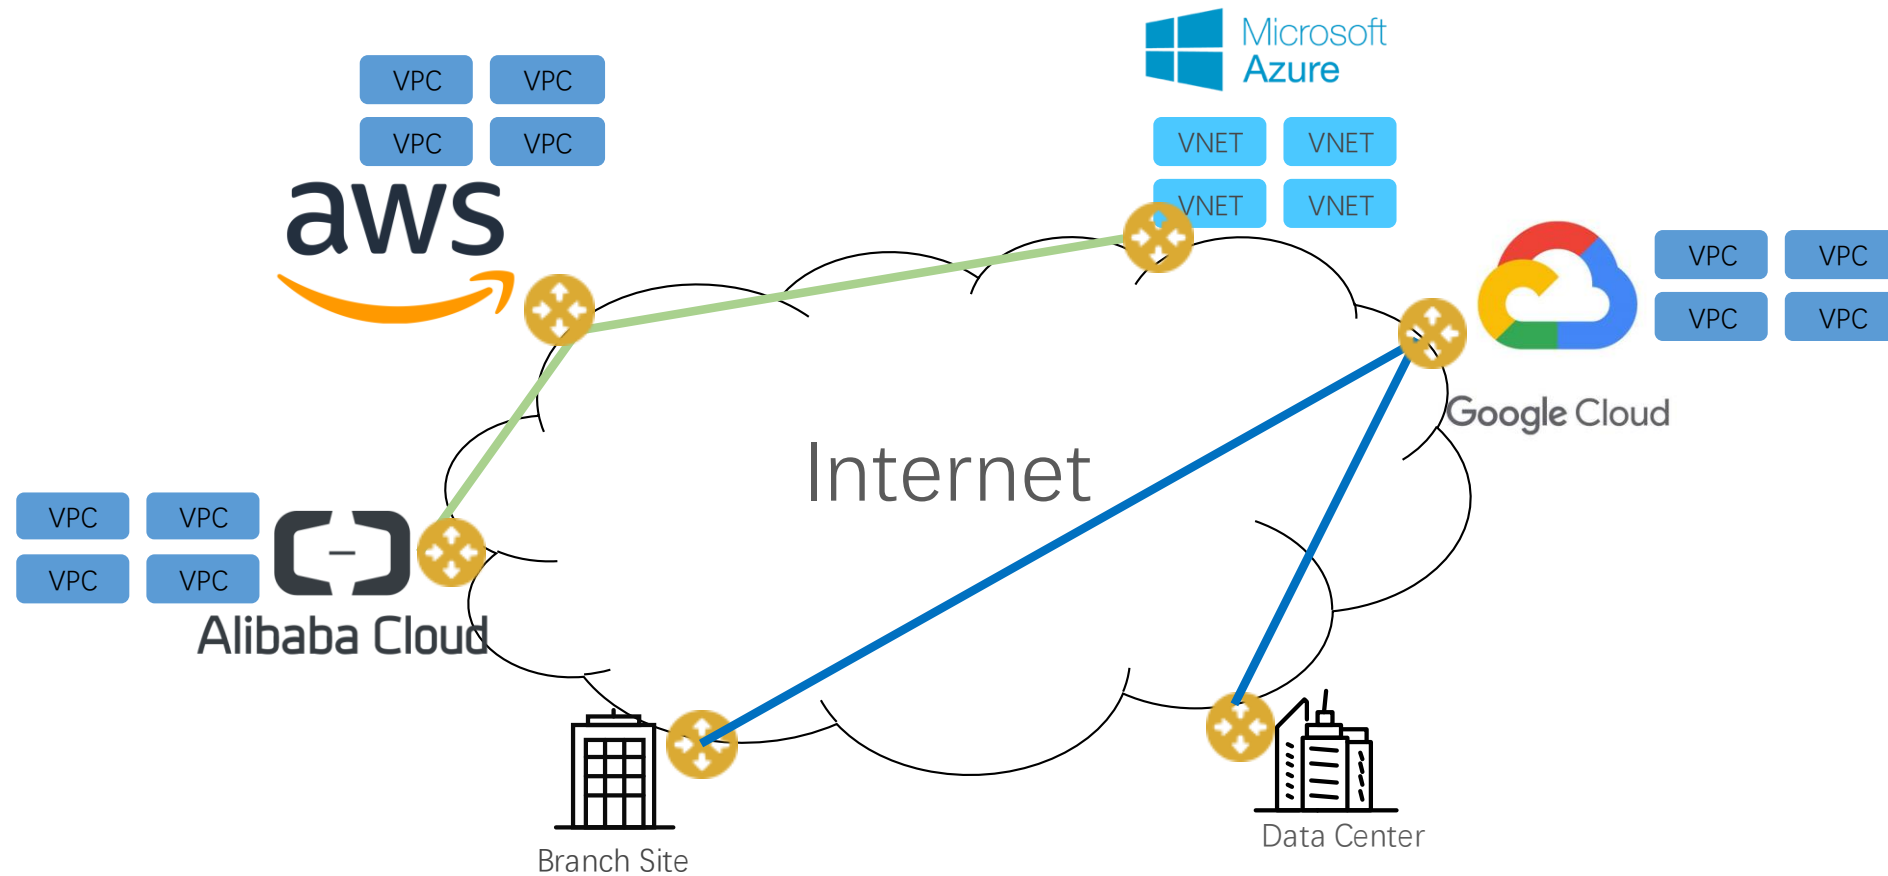 Microsoft
Azure
VPC VPC
VPC VPC
aws
VNET VNET
VNET VNET
VPC VPC
VPC VPC
Google Cloud
Internet
VPC VPC
VPC VPC
Alibaba Cloud
Branch Site
Data Center